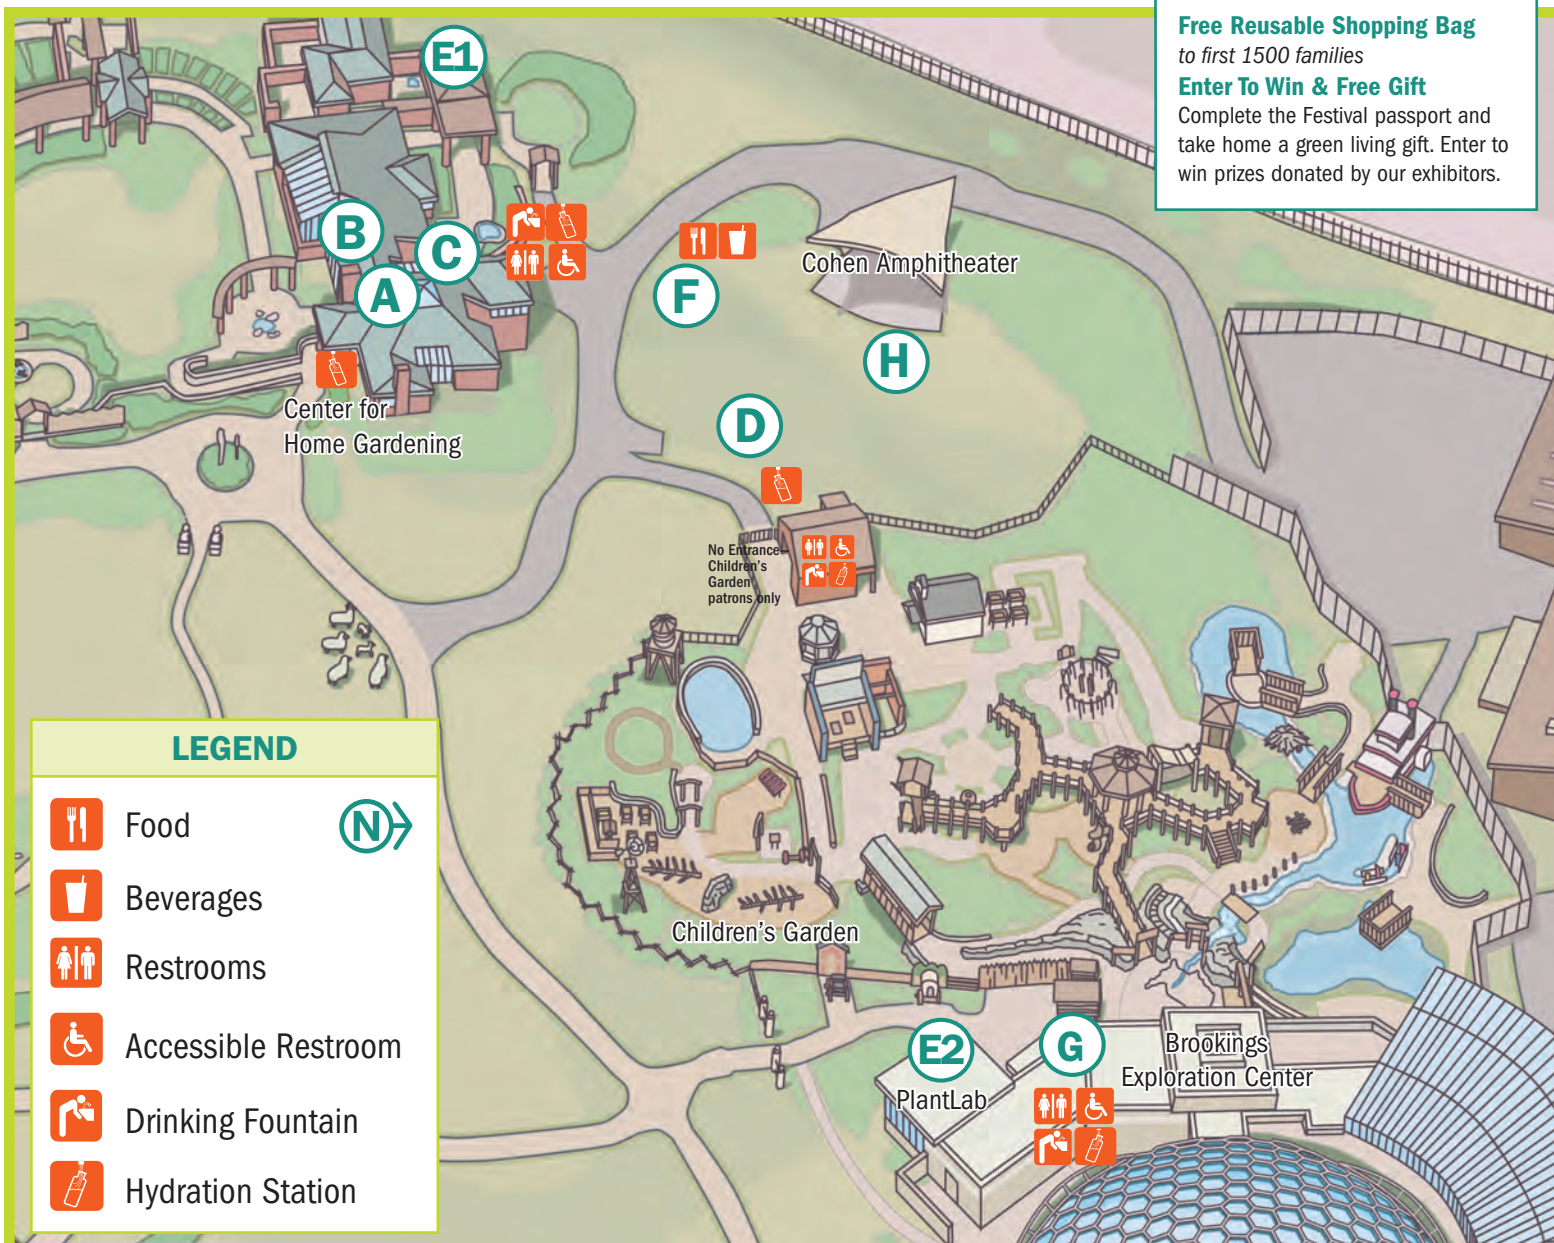 Free Reusable Shopping Bag
to first 1500 families
Enter To Win & Free Gift
Complete the Festival passport and
take home a green living gift. Enter to
win prizes donated by our exhibitors.
E1
B
C
A
F
Cohen Amphitheater
H
D
Center for
Home Gardening
No Entrance–
Children's
Garden
patrons only
LEGEND
Food
N
Beverages
Restrooms
Accessible Restroom
Drinking Fountain
Hydration Station
Children's Garden
E2
PlantLab
G
Brookings
Exploration Center